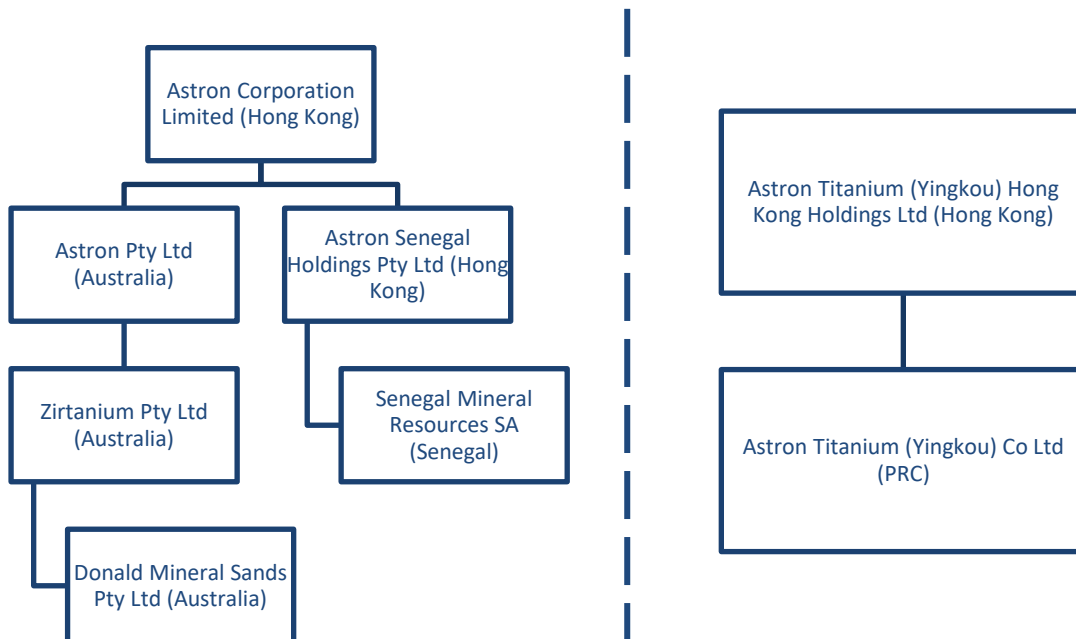 Astron Corporation
Limited (Hong Kong)
Astron Pty Ltd
(Australia)
Astron Senegal
Holdings Pty Ltd (Hong
Kong)
Zirtanium Pty Ltd
(Australia)
Senegal Mineral
Resources SA
(Senegal)
Donald Mineral Sands
Pty Ltd (Australia)
Astron Titanium (Yingkou) Hong
Kong Holdings Ltd (Hong Kong)
Astron Titanium (Yingkou) Co Ltd
(PRC)